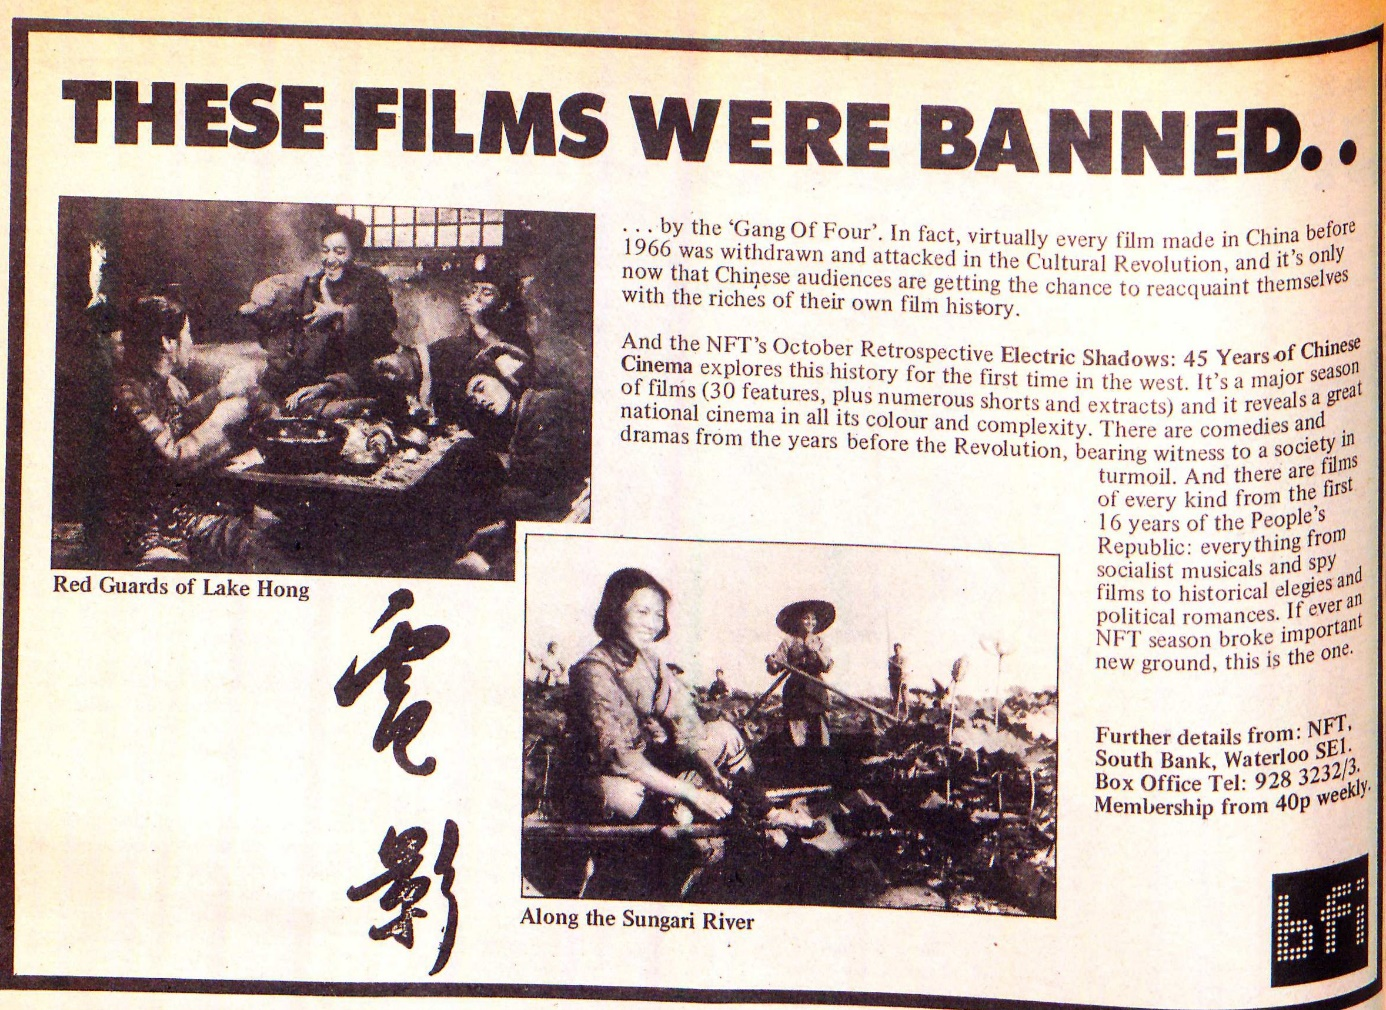 THESE FILMS WERE BANNED. .
. . . by the ‘Gang Of Four’. In fact, virtually every film made in China before
1966 was withdrawn and attacked in the Cultural Revolution, and it’s only
now that Chinese audiences are getting the chance to reacquaint themselves
with the riches of their own film history.
And the NFT’s October Retrospective Electric Shadows: 45 Years of Chinese
Cinema explores this history for the first time in the west. It’s a major season
of films (30 features, plus numerous shorts and extracts) and it reveals a great
national cinema in all its colour and complexity. There are comedies and
dramas from the years before the Revolution, bearing witness to a society in
turmoil. And there are films
of every kind from the first
16 years of the People’s
Republic: everything from
socialist musicals and spy
films to historical elegies and
political romances. If ever an
NFT season broke important
new ground, this is the one.
Red Guards of Lake Hong
電
影
Along the Sungari River
Further details from: NFT,
South Bank, Waterloo SE1.
Box Office Tel: 928 3232/3.
Membership from 40p weekly.
bfi